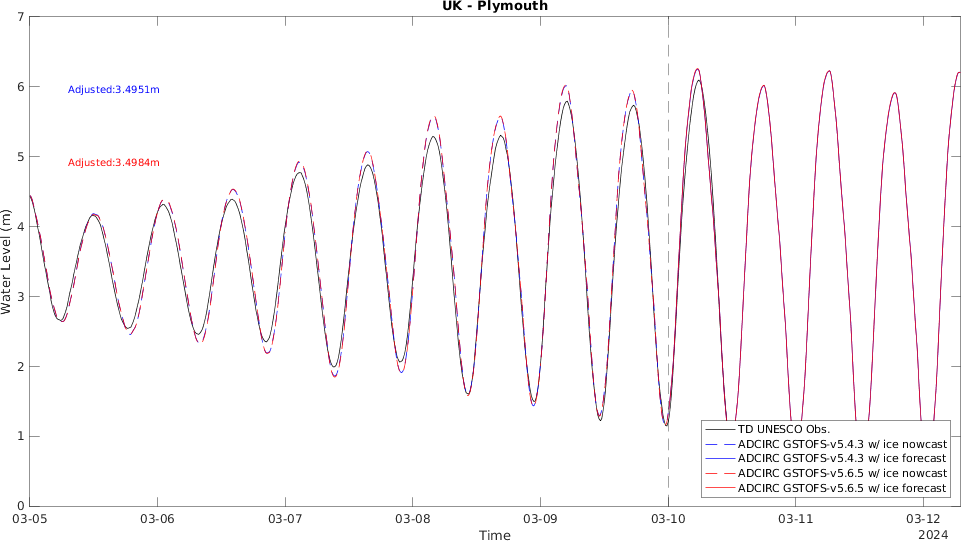 UK - Plymouth
7
6
5
4
3
2
1
0
Water Level (m)
Adjusted:3.4951m
Adjusted:3.4984m
TD UNESCO Obs.
ADCIRC GSTOFS-v5.4.3 w/ ice nowcast
ADCIRC GSTOFS-v5.4.3 w/ ice forecast
ADCIRC GSTOFS-v5.6.5 w/ ice nowcast
ADCIRC GSTOFS-v5.6.5 w/ ice forecast
03-05 03-06 03-07 03-08 03-09 03-10 03-11 03-12
Time
2024